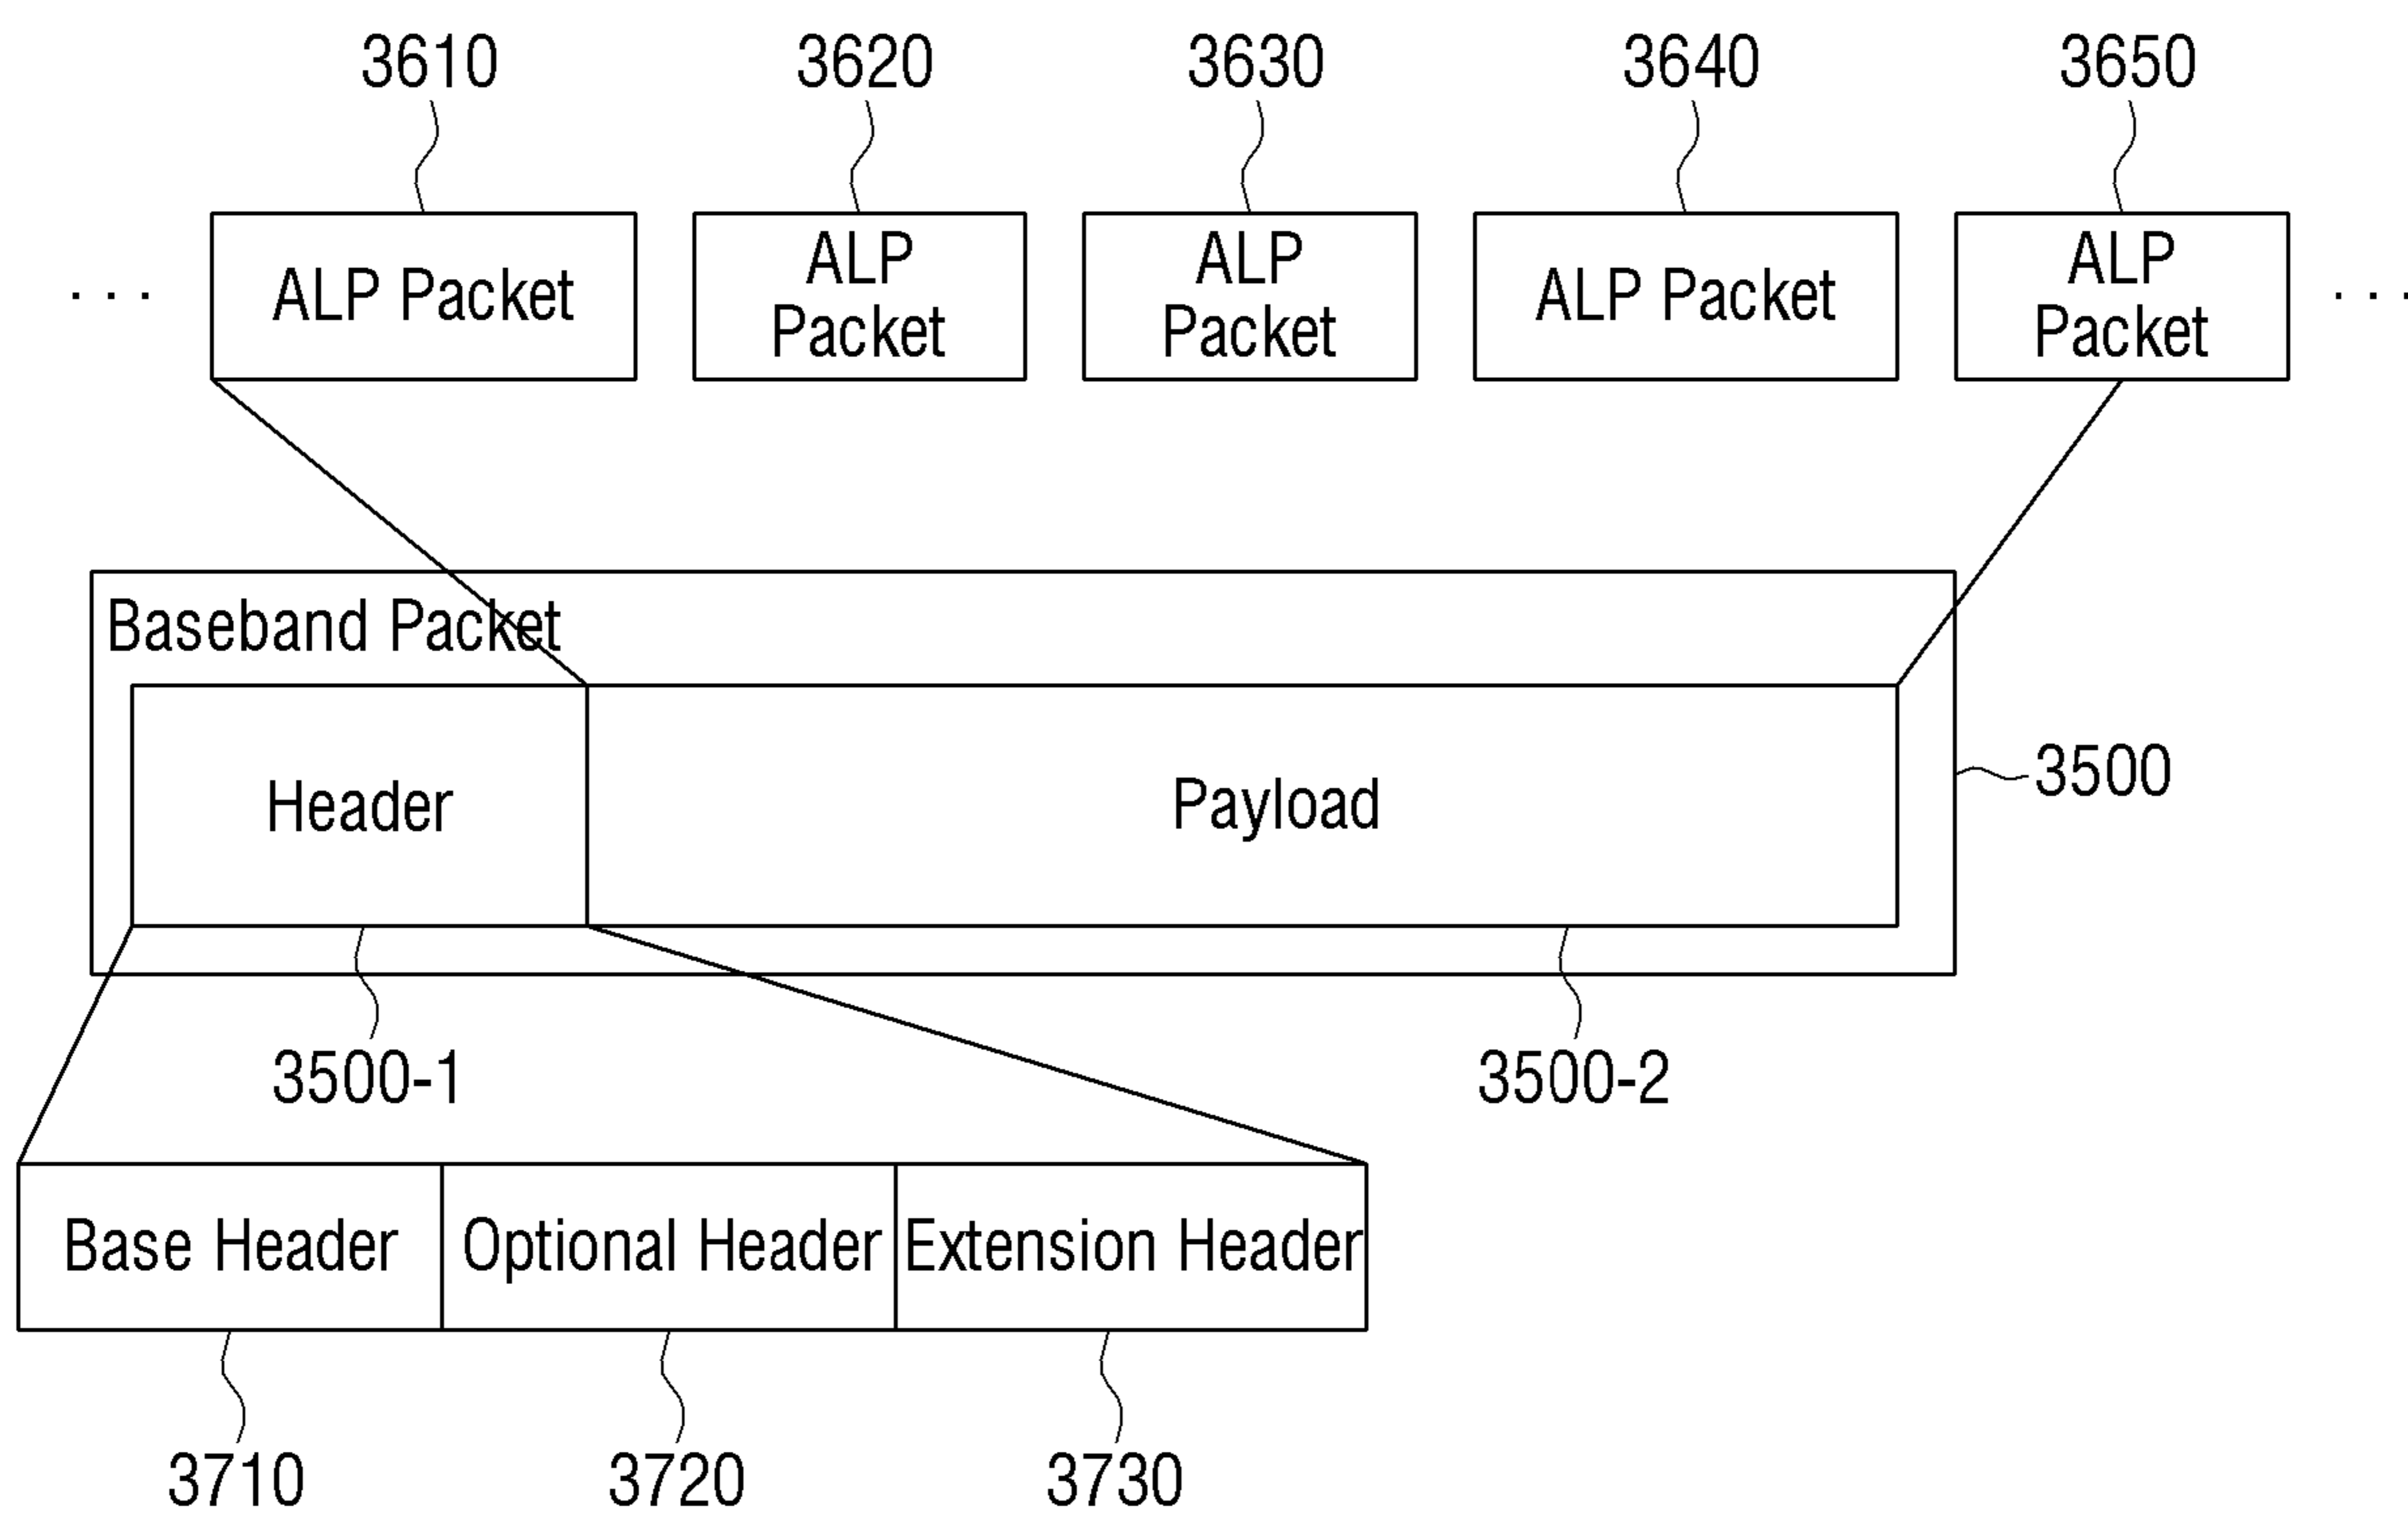 3610 3620 3630 3640 3650
. . . ALP Packet ALP Packet ALP Packet ALP Packet ALP Packet . . .
Baseband Packet
Header Payload 3500
3500-1 3500-2
Base Header Optional Header Extension Header
3710 3720 3730